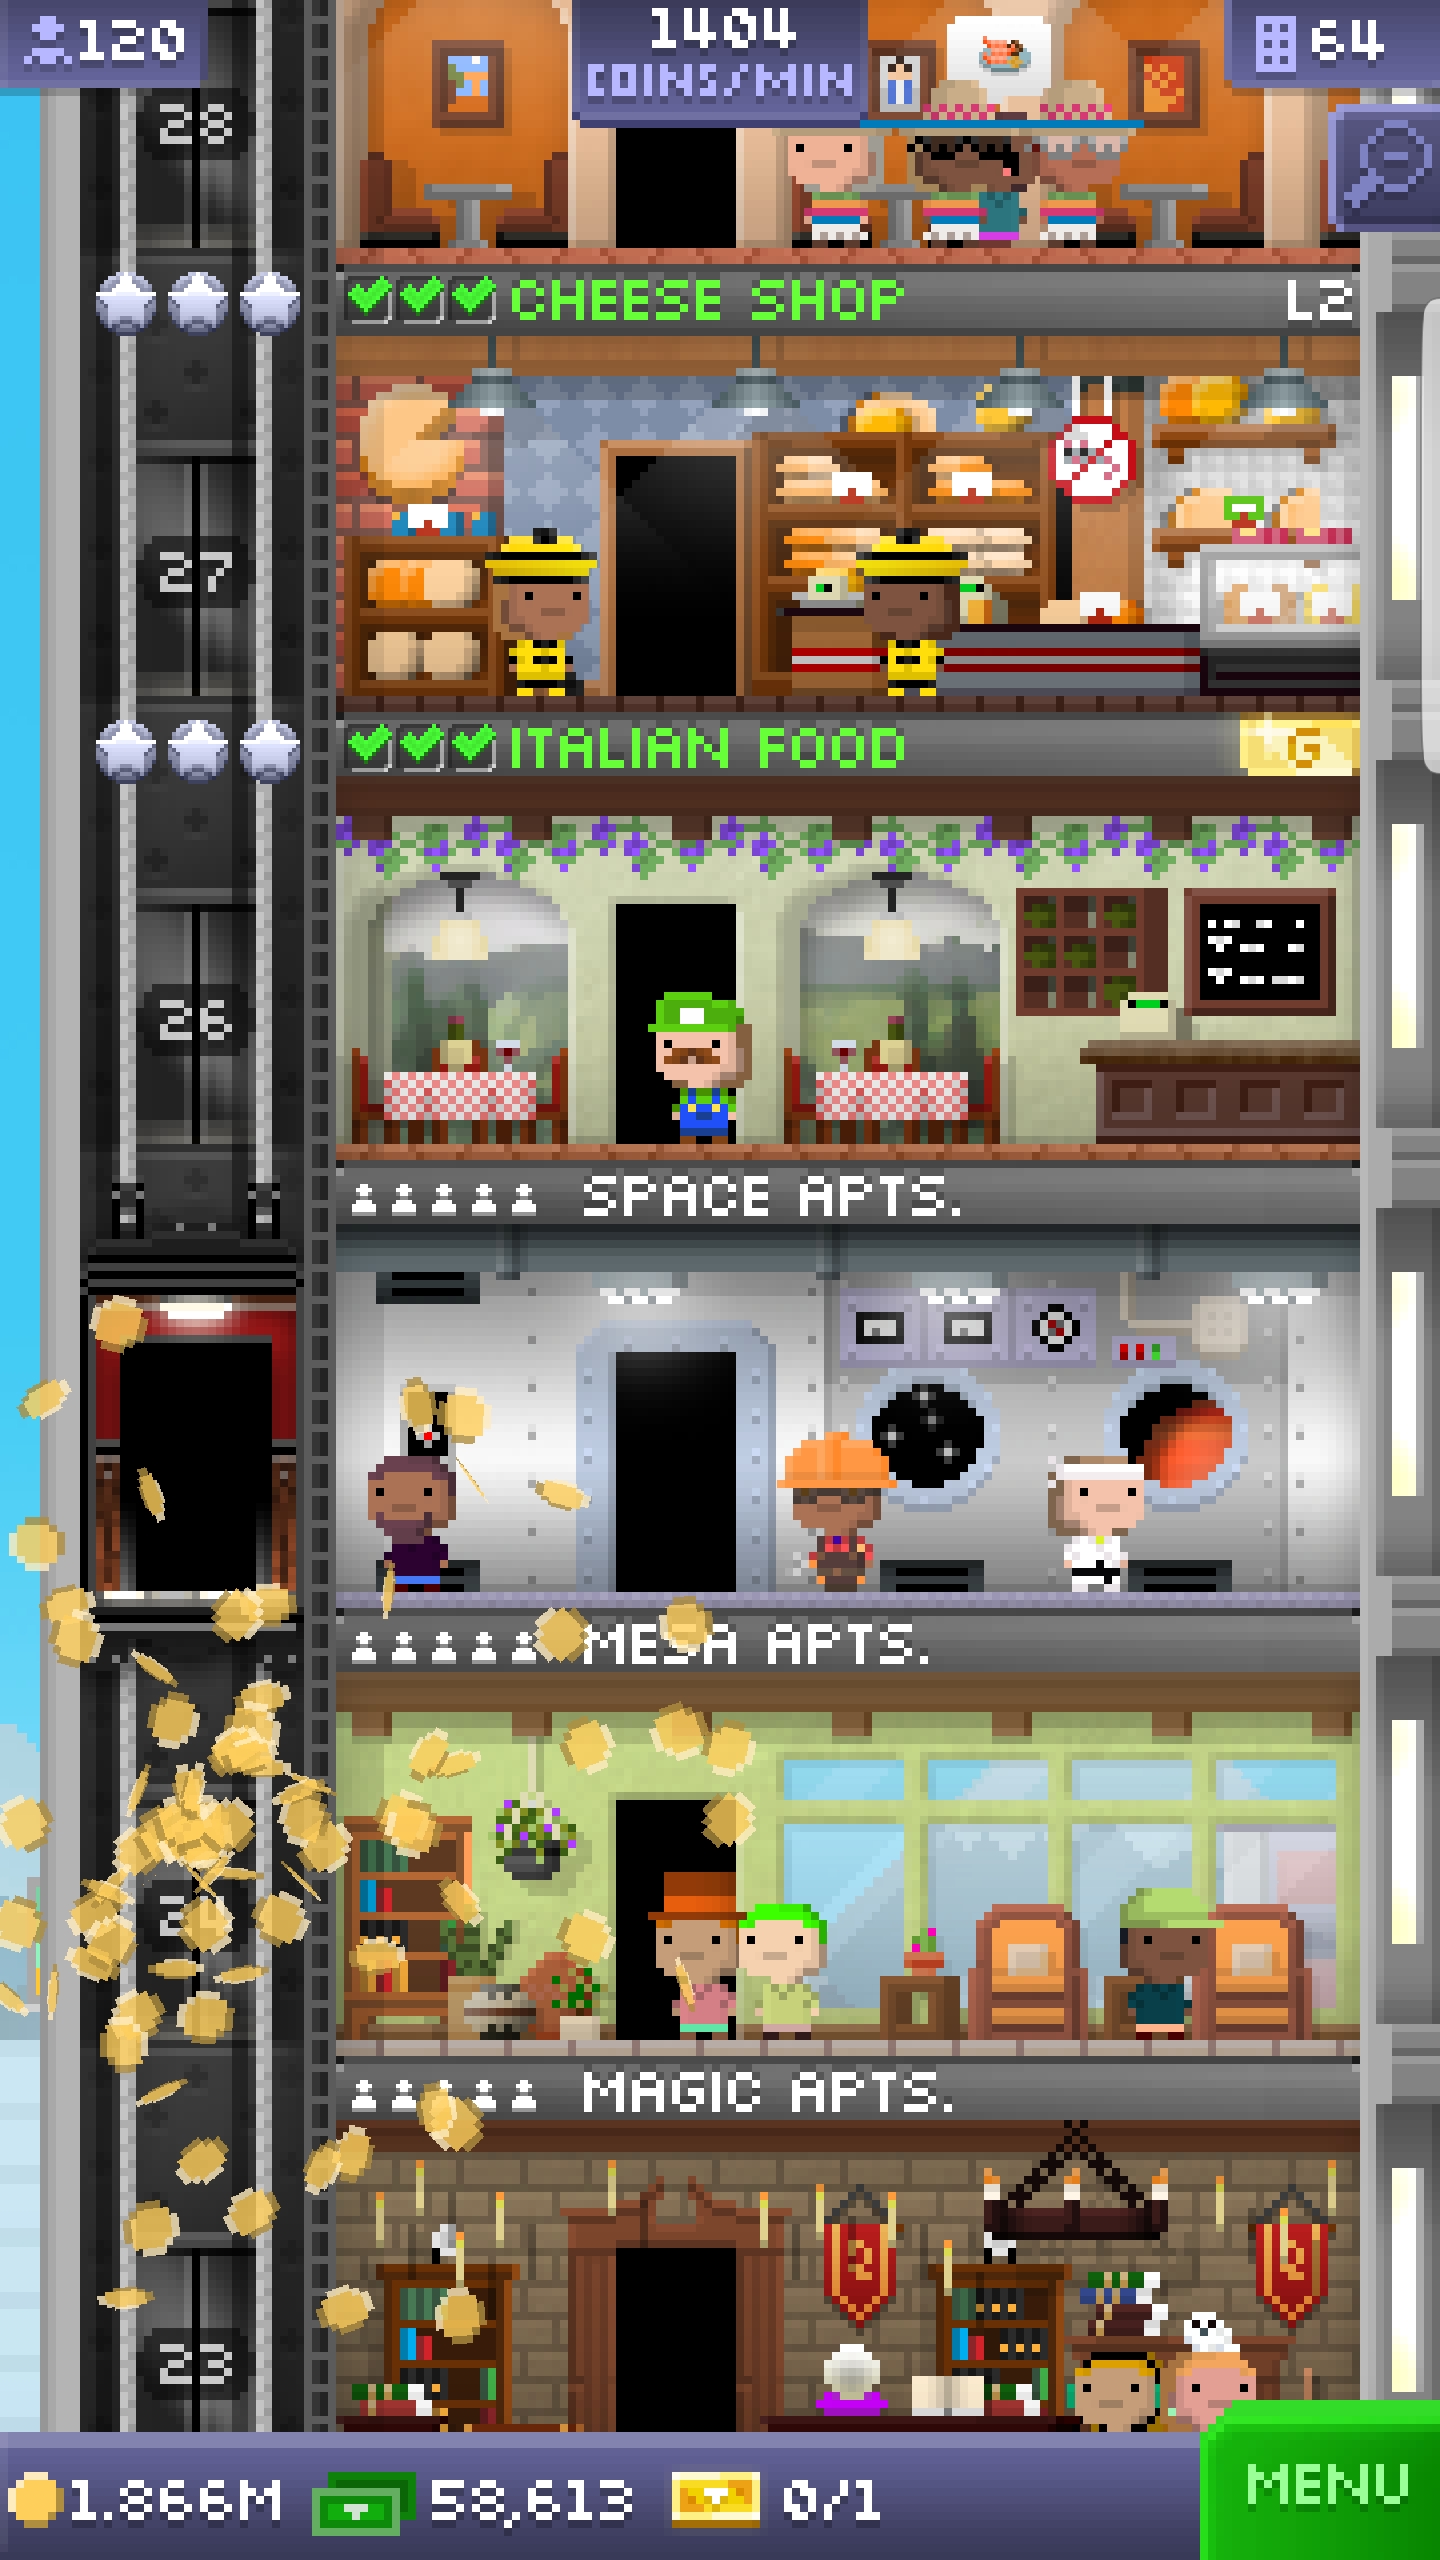 120
1404
COINS/MIN
64
28
CHEESE SHOP L2
27
ITALIAN FOOD G
26
SPACE APTS.
MESA APTS.
24
MAGIC APTS.
23
1.866M 58,613 0/1
MENU